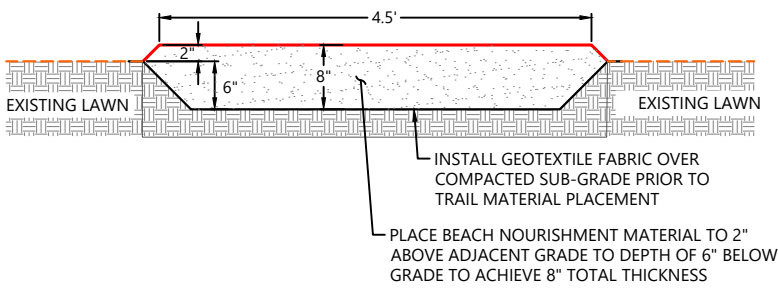 4.5'
2"
8"
6"
EXISTING LAWN
EXISTING LAWN
INSTALL GEOTEXTILE FABRIC OVER
COMPACTED SUB-GRADE PRIOR TO
TRAIL MATERIAL PLACEMENT
PLACE BEACH NOURISHMENT MATERIAL TO 2"
ABOVE ADJACENT GRADE TO DEPTH OF 6" BELOW
GRADE TO ACHIEVE 8" TOTAL THICKNESS